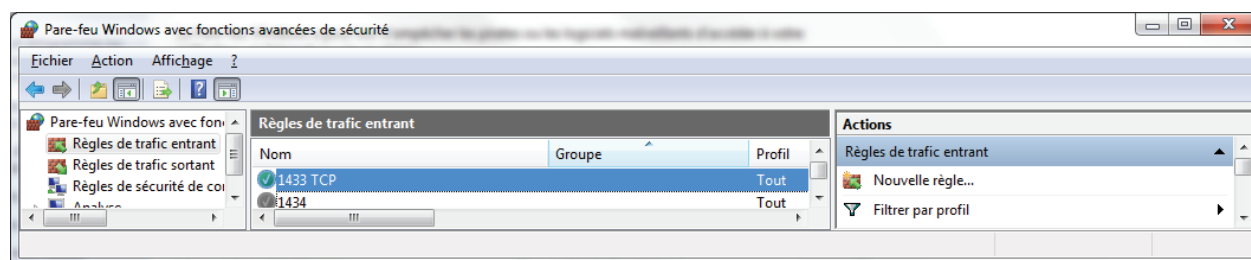 Pare-feu Windows avec fonctions avancées de sécurité
Fichier Action Affichage ?
Pare-feu Windows avec fon
Règles de trafic entrant
Règles de trafic sortant
Règles de sécurité de co
Analyse
Règles de trafic entrant
Nom Groupe Profil
1433 TCP Tout
1434 Tout
Actions
Règles de trafic entrant
Nouvelle règle...
Filtrer par profil